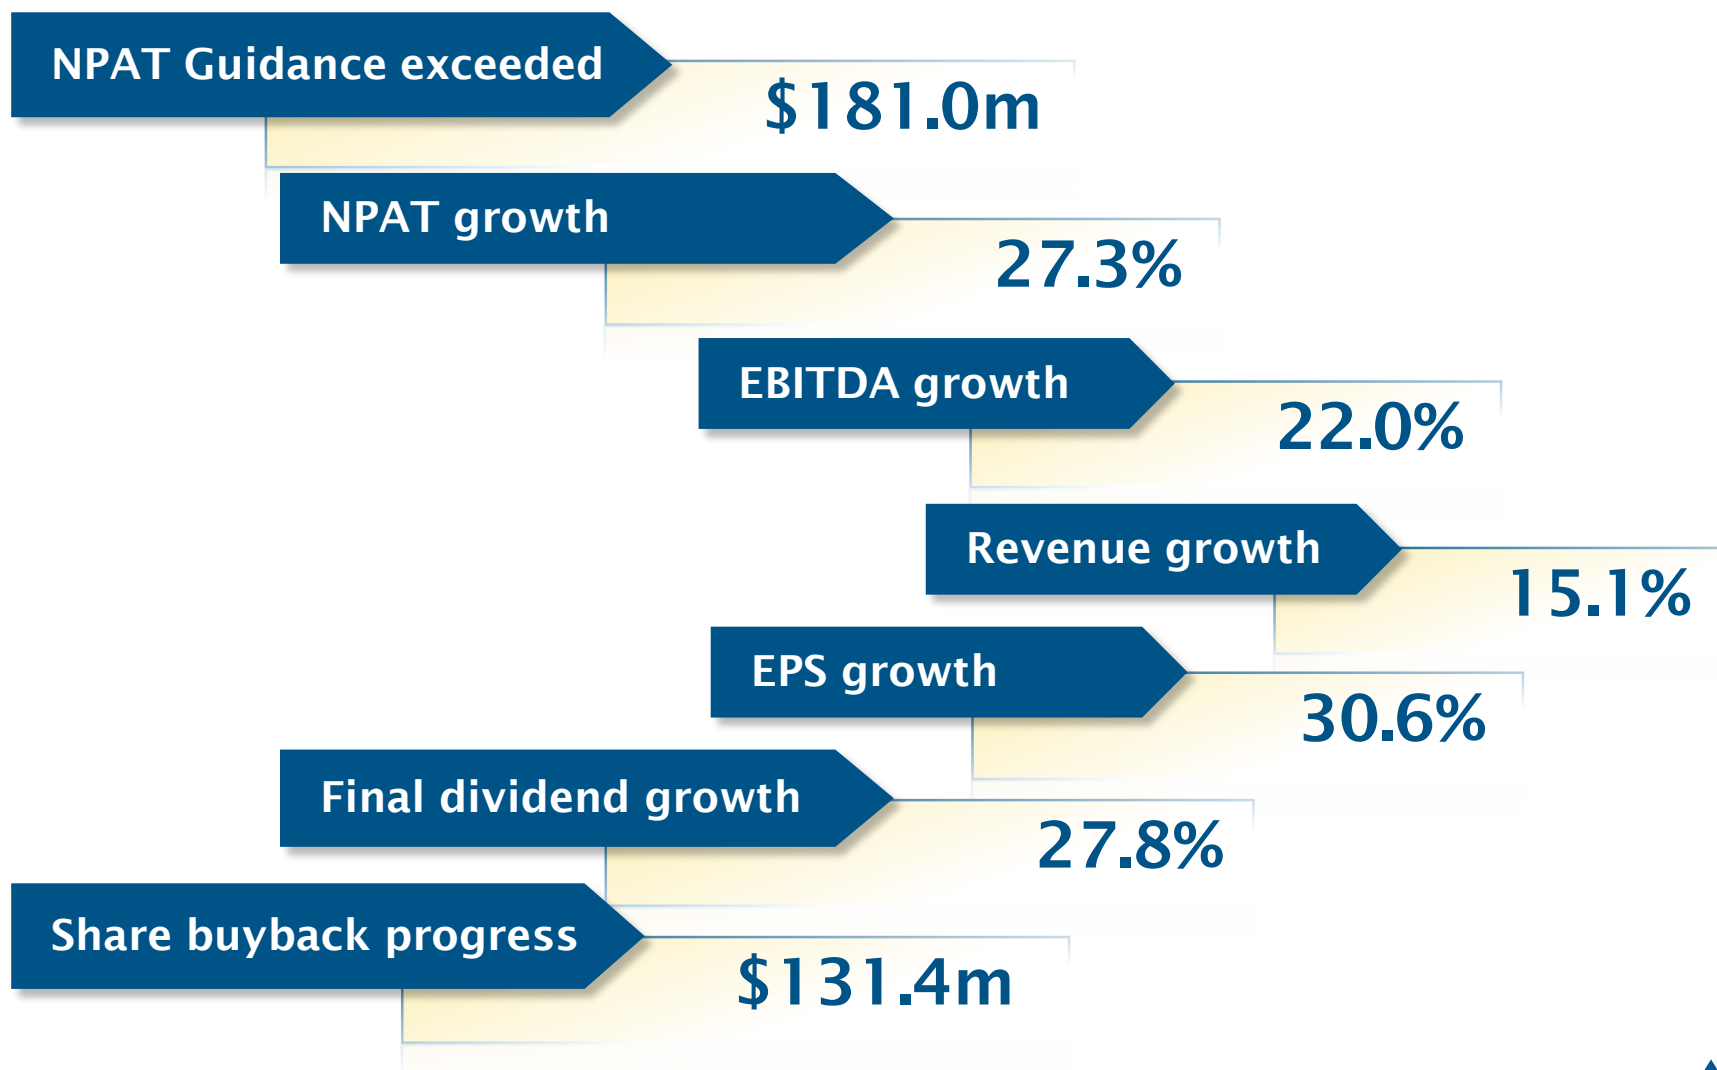 NPAT Guidance exceeded
$181.0m
NPAT growth
27.3%
EBITDA growth
22.0%
Revenue growth
15.1%
EPS growth
30.6%
Final dividend growth
27.8%
Share buyback progress
$131.4m